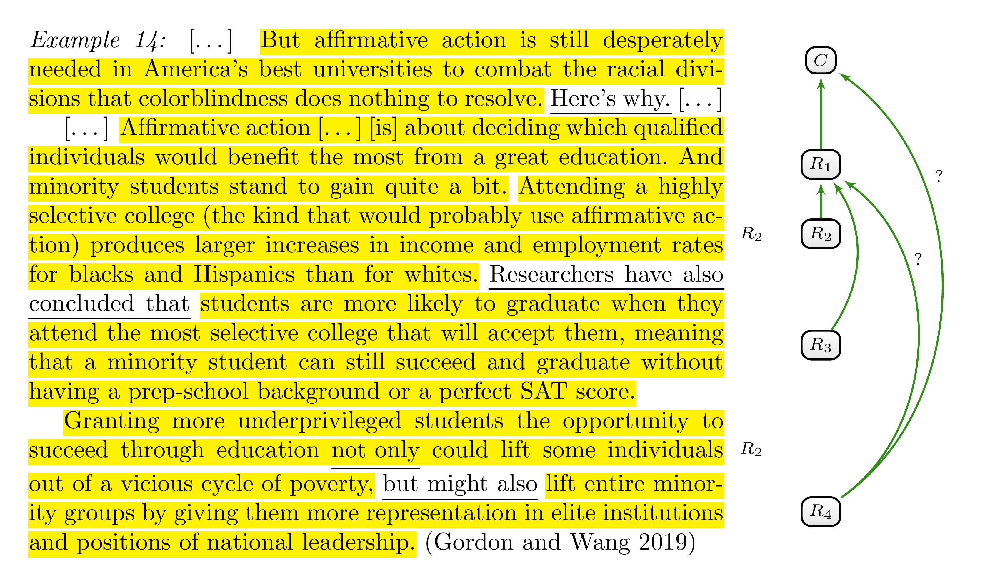 Example 14: […] But affirmative action is still desperately
needed in America's best universities to combat the racial divi-
sions that colorblindness does nothing to resolve. Here's why. […]
[…] Affirmative action […] [is] about deciding which qualified
individuals would benefit the most from a great education. And
minority students stand to gain quite a bit. Attending a highly
selective college (the kind that would probably use affirmative ac-
tion) produces larger increases in income and employment rates
for blacks and Hispanics than for whites. Researchers have also
concluded that students are more likely to graduate when they
attend the most selective college that will accept them, meaning
that a minority student can still succeed and graduate without
having a prep-school background or a perfect SAT score.
Granting more underprivileged students the opportunity to
succeed through education not only could lift some individuals
out of a vicious cycle of poverty, but might also lift entire minor-
ity groups by giving them more representation in elite institutions
and positions of national leadership. (Gordon and Wang 2019)
R₂
R₂
C
R₁
?
R₂
?
R₃
R₄